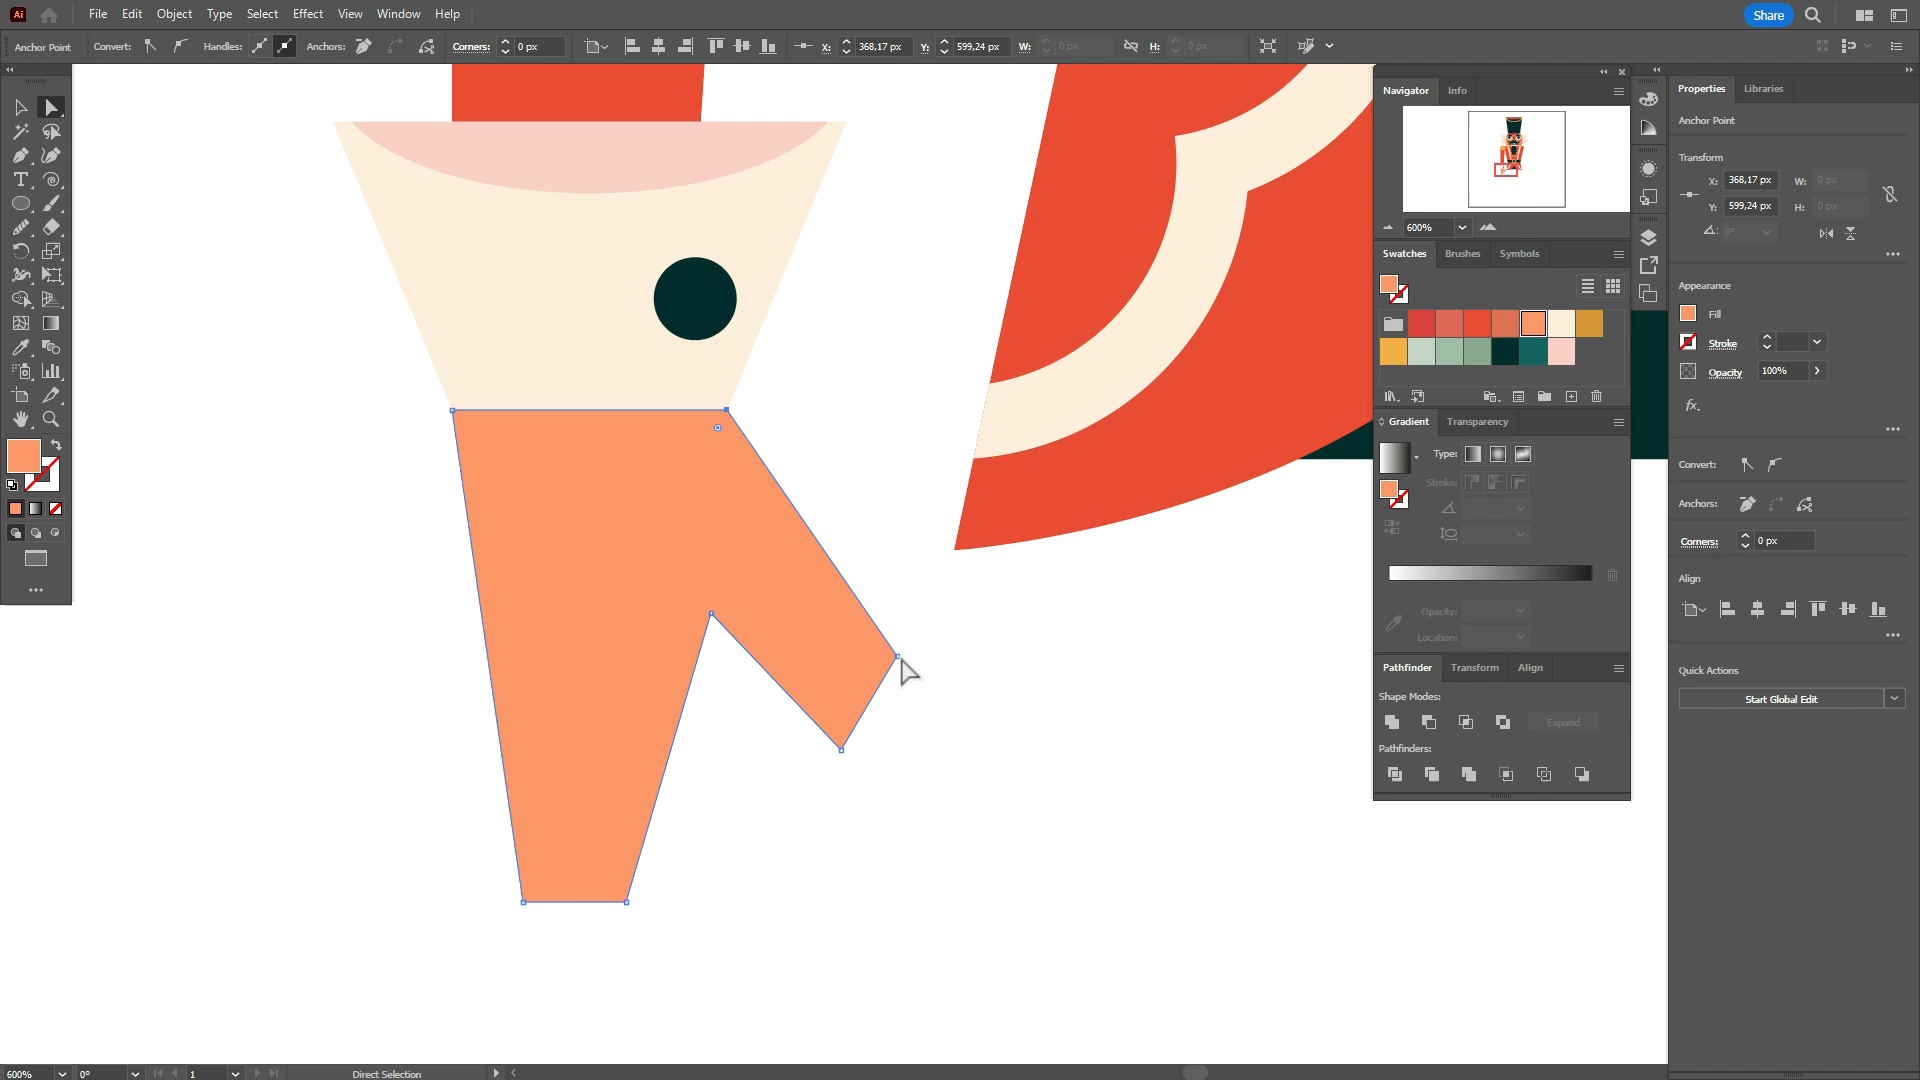 Ai File Edit Object Type Select Effect View Window Help Share
Anchor Point Convert: Handles: Anchors: Corners: 0 px X: 368,17 px Y: 599,24 px W: 0 px H: 0 px
Navigator Info
600%
Swatches Brushes Symbols
Gradient Transparency
Type:
Stroke:
Opacity:
Location:
Pathfinder Transform Align
Shape Modes:
Expand
Pathfinders:
Properties Libraries
Anchor Point
Transform
X: 368,17 px W: 0 px
Y: 599,24 px H: 0 px
0°
Appearance
Fill
Stroke
Opacity 100%
fx.
Convert:
Anchors:
Corners: 0 px
Align
Quick Actions
Start Global Edit
600% 0° 1 Direct Selection